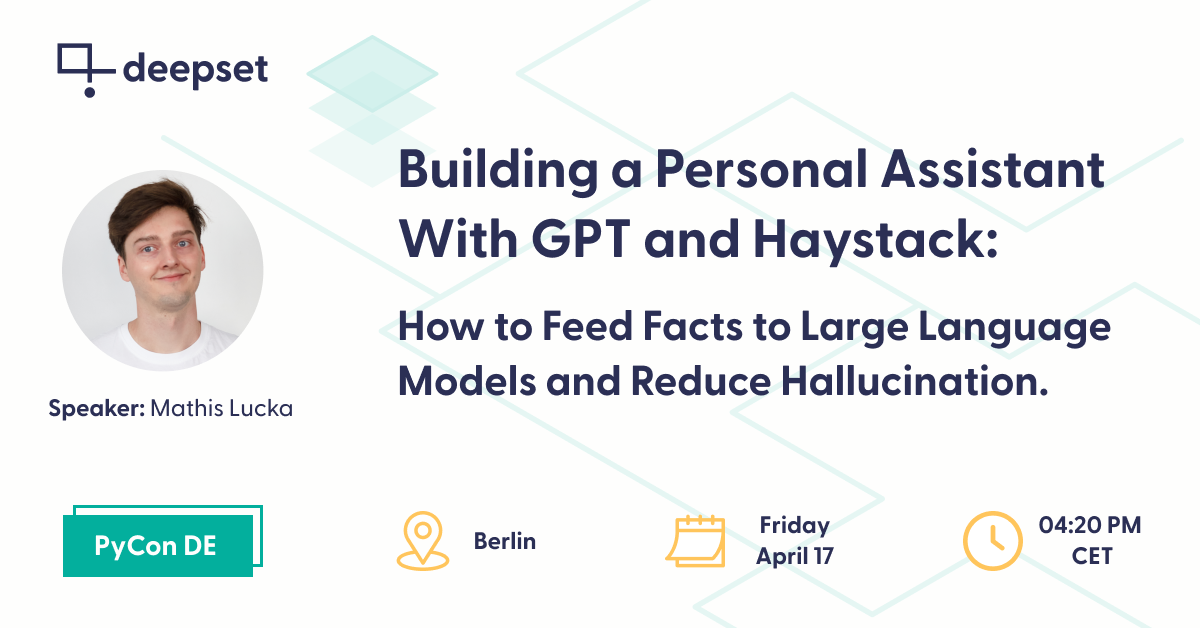 deepset
Building a Personal Assistant
With GPT and Haystack:
How to Feed Facts to Large Language
Models and Reduce Hallucination.
Speaker: Mathis Lucka
PyCon DE
Berlin
Friday
April 17
04:20 PM
CET